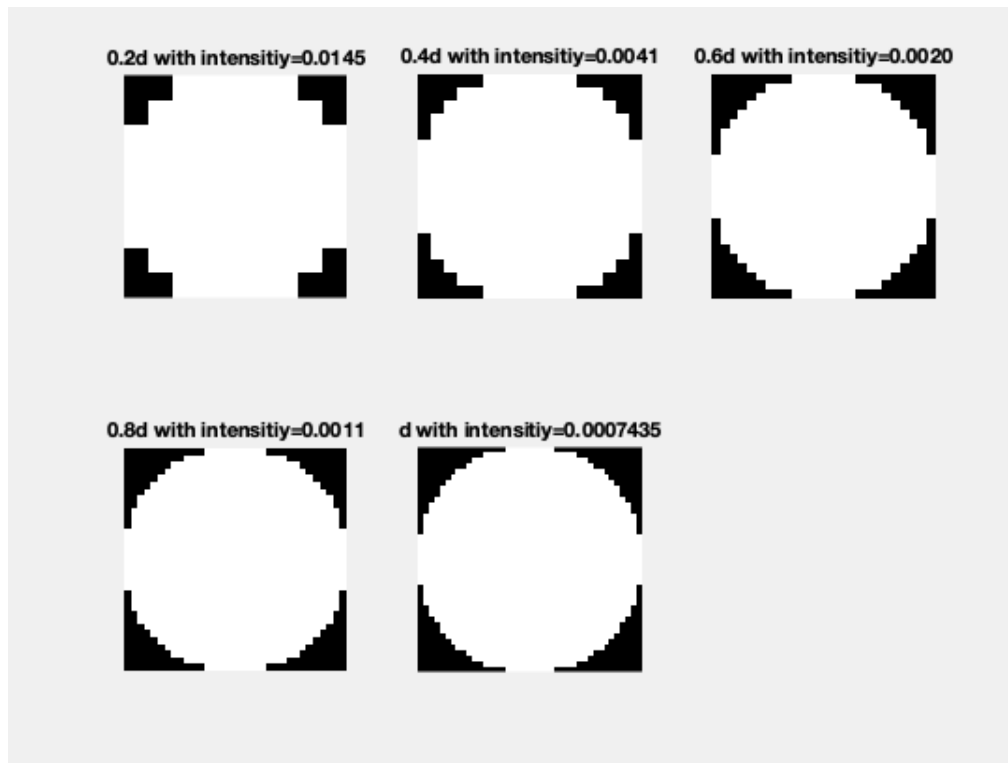 0.2d with intensitiy=0.0145
0.4d with intensitiy=0.0041
0.6d with intensitiy=0.0020
0.8d with intensitiy=0.0011
d with intensitiy=0.0007435